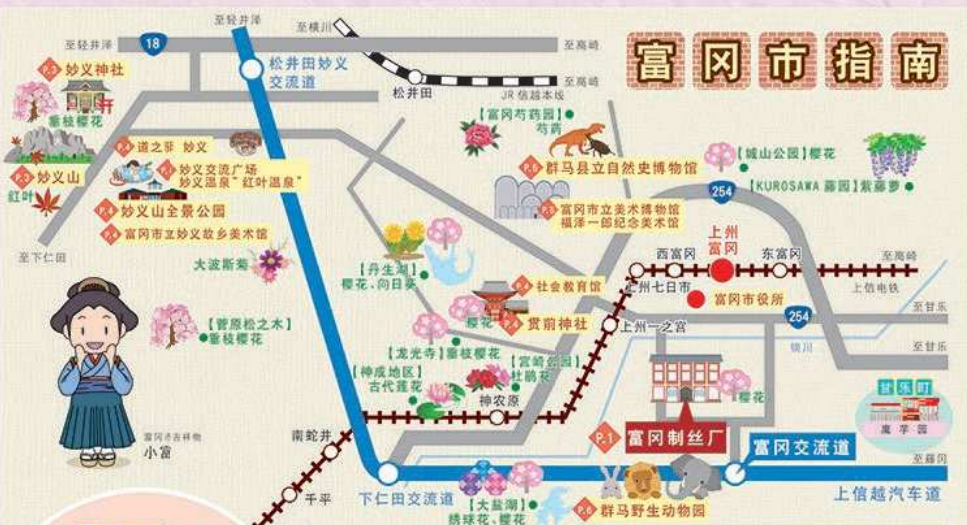 富冈市指南
至轻井泽
至横川
至轻井泽
18
至高崎
松井田妙义
交流道
松井田
至高崎
JR 信越本线
P.3 妙义神社
垂枝樱花
P.3 妙义山
红叶
P.4 道之驿 妙义
妙义交流广场
妙义温泉“红叶温泉”
P.4 妙义山全景公园
P.4 富冈市立妙义故乡美术馆
至下仁田
大波斯菊
【富冈芍药园】
芍药
P.5 群马县立自然史博物馆
P.5 富冈市立美术博物馆
福泽一郎纪念美术馆
【城山公园】樱花
254
【KUROSAWA 藤园】紫藤萝
上州
富冈
西富冈
东富冈
至高崎
上州七日市
上信电铁
富冈市役所
【丹生湖】
樱花、向日葵
P.4 社会教育馆
樱花
P.4 贯前神社
上州一之宫
254
至甘乐
镝川
至甘乐
【菅原松之木】
垂枝樱花
【龙光寺】垂枝樱花
【宫崎公园】
杜鹃花
【神成地区】
古代莲花
神农原
樱花
甘乐町
魔芋园
富冈市吉祥物
小富
南蛇井
P.1 富冈制丝厂
富冈交流道
至藤冈
千平
下仁田交流道
【大盐湖】
绣球花、樱花
P.6 群马野生动物园
上信越汽车道